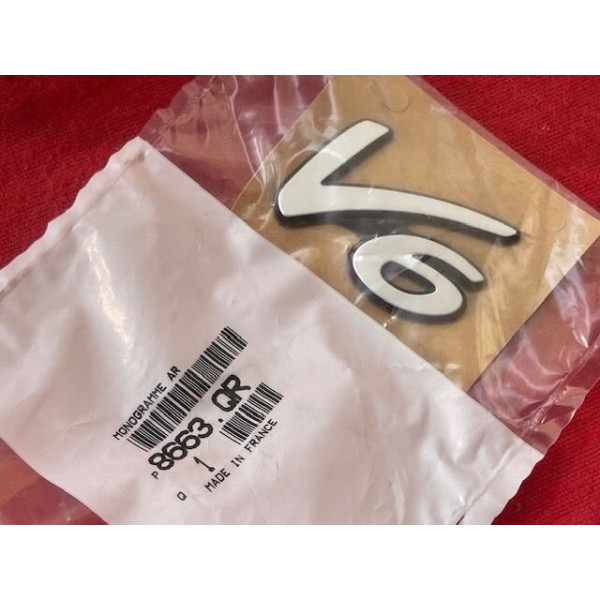 V6
MONOGRAMME AR
P 8663.QR
Q 1
MADE IN FRANCE